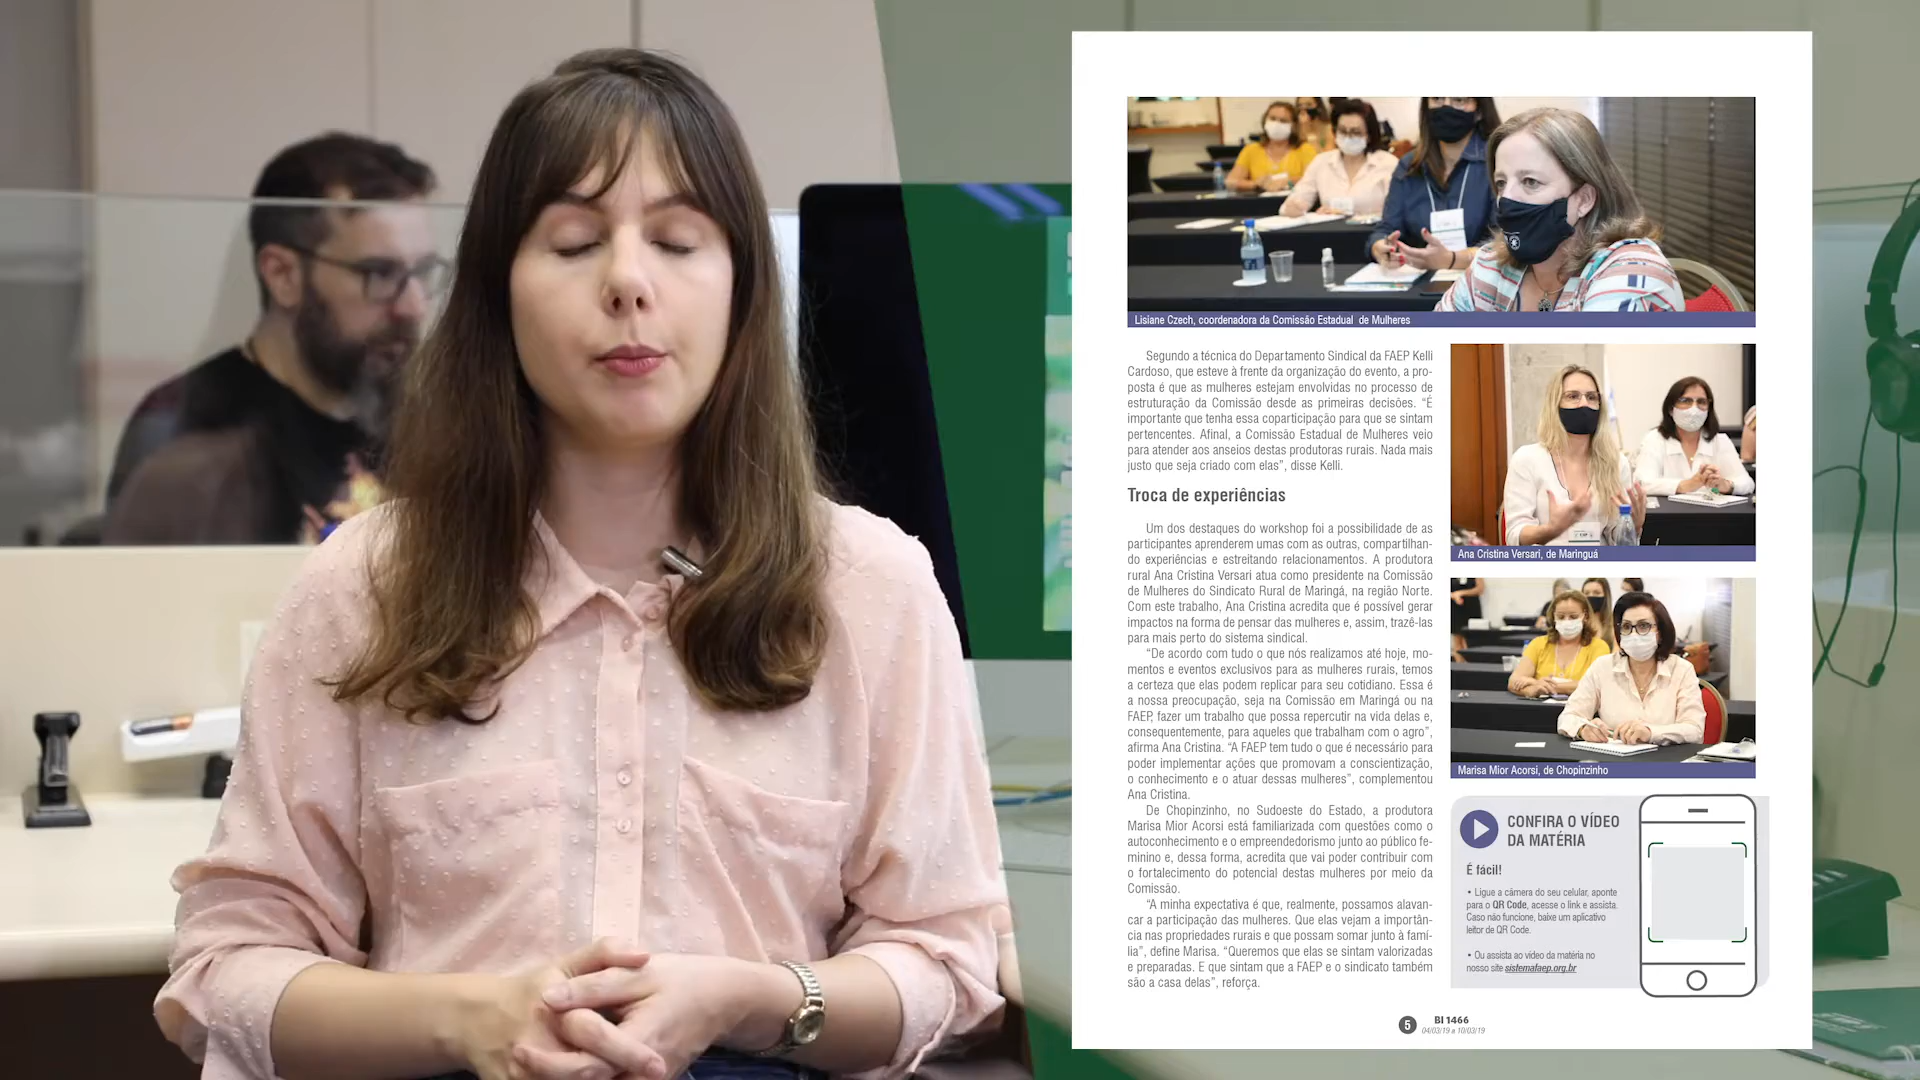 Lisiane Czech, coordenadora da Comissão Estadual de Mulheres
Segundo a técnica do Departamento Sindical da FAEP Kelli
Cardoso, que esteve à frente da organização do evento, a pro-
posta é que as mulheres estejam envolvidas no processo de
estruturação da Comissão desde as primeiras decisões. “É
importante que tenha essa coparticipação para que se sintam
pertencentes. Afinal, a Comissão Estadual de Mulheres veio
para atender aos anseios destas produtoras rurais. Nada mais
justo que seja criado com elas”, disse Kelli.
Troca de experiências
Um dos destaques do workshop foi a possibilidade de as
participantes aprenderem umas com as outras, compartilhan-
do experiências e estreitando relacionamentos. A produtora
rural Ana Cristina Versari atua como presidente na Comissão
de Mulheres do Sindicato Rural de Maringá, na região Norte.
Com este trabalho, Ana Cristina acredita que é possível gerar
impactos na forma de pensar das mulheres e, assim, trazê-las
para mais perto do sistema sindical.
“De acordo com tudo o que nós realizamos até hoje, mo-
mentos e eventos exclusivos para as mulheres rurais, temos
a certeza que elas podem replicar para seu cotidiano. Essa é
a nossa preocupação, seja na Comissão em Maringá ou na
FAEP, fazer um trabalho que possa repercutir na vida delas e,
consequentemente, para aqueles que trabalham com o agro”,
afirma Ana Cristina. “A FAEP tem tudo o que é necessário para
poder implementar ações que promovam a conscientização,
o conhecimento e o atuar dessas mulheres”, complementou
Ana Cristina.
De Chopinzinho, no Sudoeste do Estado, a produtora
Marisa Mior Acorsi está familiarizada com questões como o
autoconhecimento e o empreendedorismo junto ao público fe-
minino e, dessa forma, acredita que vai poder contribuir com
o fortalecimento do potencial destas mulheres por meio da
Comissão.
“A minha expectativa é que, realmente, possamos alavan-
car a participação das mulheres. Que elas vejam a importân-
cia nas propriedades rurais e que possam somar junto à famí-
lia”, define Marisa. “Queremos que elas se sintam valorizadas
e preparadas. E que sintam que a FAEP e o sindicato também
são a casa delas”, reforça.
Ana Cristina Versari, de Maringuá
Marisa Mior Acorsi, de Chopinzinho
CONFIRA O VÍDEO
DA MATÉRIA
É fácil!
• Ligue a câmera do seu celular, aponte
para o QR Code, acesse o link e assista.
Caso não funcione, baixe um aplicativo
leitor de QR Code.
• Ou assista ao vídeo da matéria no
nosso site sistemafaep.org.br
5 BI 1466
04/03/19 a 10/03/19